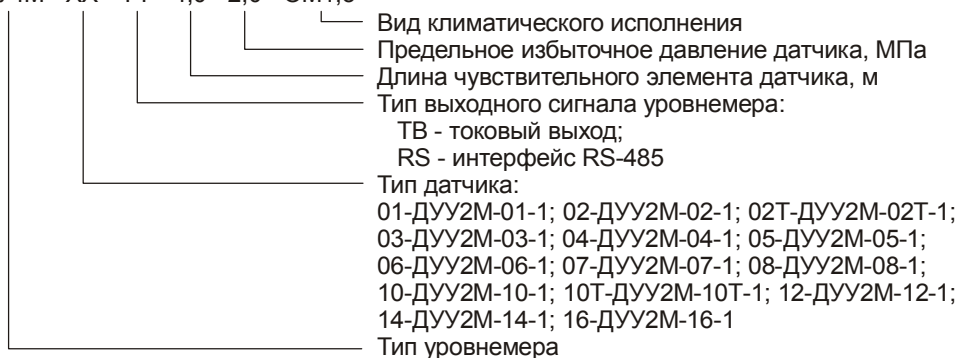 Вид климатического исполнения
Предельное избыточное давление датчика, МПа
Длина чувствительного элемента датчика, м
Тип выходного сигнала уровнемера:
ТВ - токовый выход;
RS - интерфейс RS-485
Тип датчика:
01-ДУУ2М-01-1; 02-ДУУ2М-02-1; 02Т-ДУУ2М-02Т-1;
03-ДУУ2М-03-1; 04-ДУУ2М-04-1; 05-ДУУ2М-05-1;
06-ДУУ2М-06-1; 07-ДУУ2М-07-1; 08-ДУУ2М-08-1;
10-ДУУ2М-10-1; 10Т-ДУУ2М-10Т-1; 12-ДУУ2М-12-1;
14-ДУУ2М-14-1; 16-ДУУ2М-16-1
Тип уровнемера